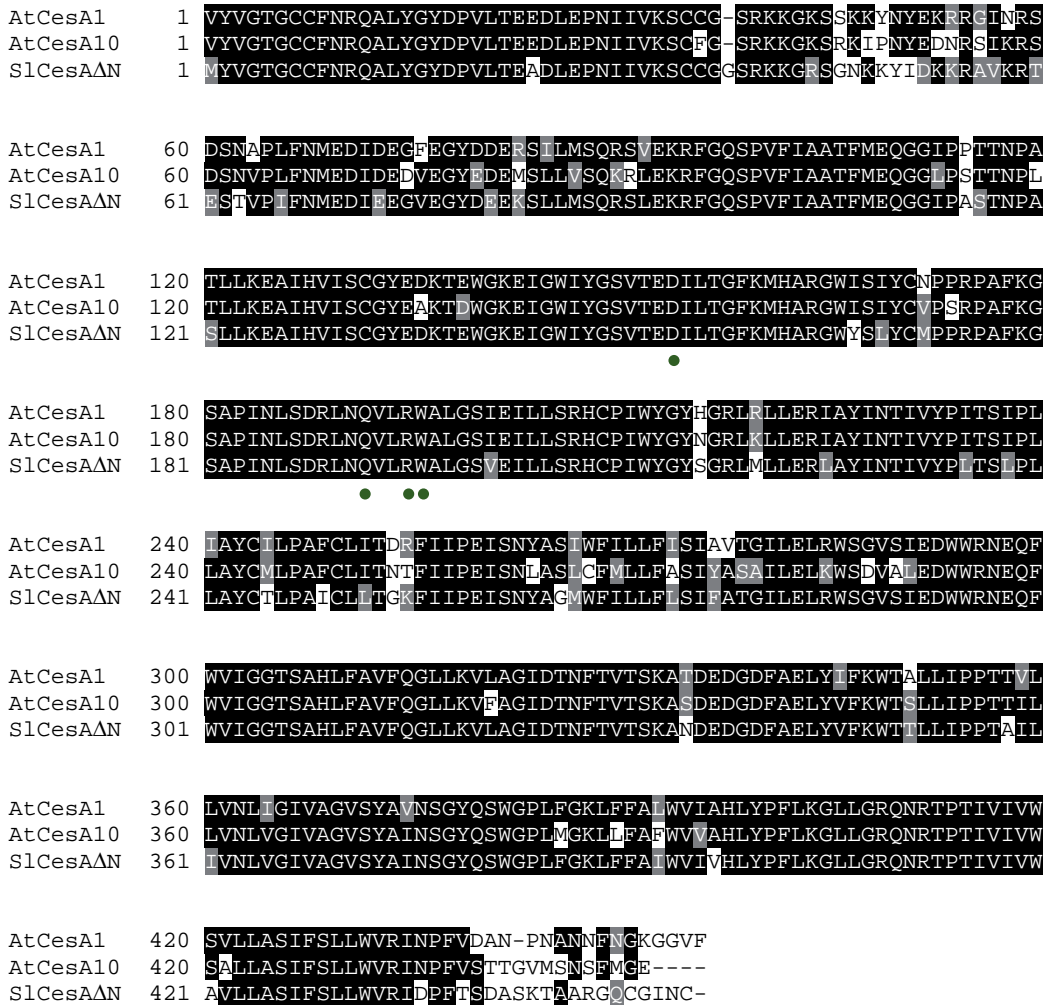 AtCesA1 1 VYVGTGCCFNRQALYGYDPVLTEEDLEPNIIVKSCCG-SRKKGKSSKKYNYEKRRGINRS
AtCesA10 1 VYVGTGCCFNRQALYGYDPVLTEEDLEPNIIVKSCFG-SRKKGKSRKIPNYEDNRSIKRS
SlCesAΔN 1 MYVGTGCCFNRQALYGYDPVLTEADLEPNIIVKSCCGGSRKKGRSGNKKYIDKKRAVKRT
AtCesA1 60 DSNAPLFNMEDIDEGFEGYDDERSILMSQRSVEKRFGQSPVFIAATFMEQGGIPPTTNPA
AtCesA10 60 DSNVPLFNMEDIDEDVEGYEDEMSLLVSQKRLEKRFGQSPVFIAATFMEQGGLPSTTNPL
SlCesAΔN 61 ESTVPIFNMEDIEEGVEGYDEEKSLLMSQRSLEKRFGQSPVFIAATFMEQGGIPASTNPA
AtCesA1 120 TLLKEAIHVISCGYEDKTEWGKEIGWIYGSVTEDILTGFKMHARGWISIYCNPPRPAFKG
AtCesA10 120 TLLKEAIHVISCGYEAKTDWGKEIGWIYGSVTEDILTGFKMHARGWISIYCVPSRPAFKG
SlCesAΔN 121 SLLKEAIHVISCGYEDKTEWGKEIGWIYGSVTEDILTGFKMHARGWYSLYCMPPRPAFKG
AtCesA1 180 SAPINLSDRLNQVLRWALGSIEILLSRHCPIWYGYHGRLRLLERIAYINTIVYPITSIPL
AtCesA10 180 SAPINLSDRLNQVLRWALGSIEILLSRHCPIWYGYNGRLKLLERIAYINTIVYPITSIPL
SlCesAΔN 181 SAPINLSDRLNQVLRWALGSVEILLSRHCPIWYGYSGRLMLLERLAYINTIVYPLTSLPL
AtCesA1 240 IAYCILPAFCLITDRFIIPEISNYASIWFILLFISIAVTGILELRWSGVSIEDWWRNEQF
AtCesA10 240 LAYCMLPAFCLITNTFIIPEISNLASLCFMLLFASIYASAILELKWSDVALEDWWRNEQF
SlCesAΔN 241 LAYCTLPAICLLTGKFIIPEISNYAGMWFILLFLSIFATGILELRWSGVSIEDWWRNEQF
AtCesA1 300 WVIGGTSAHLFAVFQGLLKVLAGIDTNFTVTSKATDEDGDFAELYIFKWTALLIPPTTVL
AtCesA10 300 WVIGGTSAHLFAVFQGLLKVFAGIDTNFTVTSKASDEDGDFAELYVFKWTSLLIPPTTIL
SlCesAΔN 301 WVIGGTSAHLFAVFQGLLKVLAGIDTNFTVTSKANDEDGDFAELYVFKWTTLLIPPTAIL
AtCesA1 360 LVNLIGIVAGVSYAVNSGYQSWGPLFGKLFFALWVIAHLYPFLKGLLGRQNRTPTIVIVW
AtCesA10 360 LVNLVGIVAGVSYAINSGYQSWGPLMGKLLFAFWVVAHLYPFLKGLLGRQNRTPTIVIVW
SlCesAΔN 361 IVNLVGIVAGVSYAINSGYQSWGPLFGKLFFAIWVIVHLYPFLKGLLGRQNRTPTIVIVW
AtCesA1 420 SVLLASIFSLLWVRINPFVDAN-PNANNFNGKGGVF
AtCesA10 420 SALLASIFSLLWVRINPFVSTTGVMSNSFMGE----
SlCesAΔN 421 AVLLASIFSLLWVRIDPFTSDASKTAARGQCGINC-